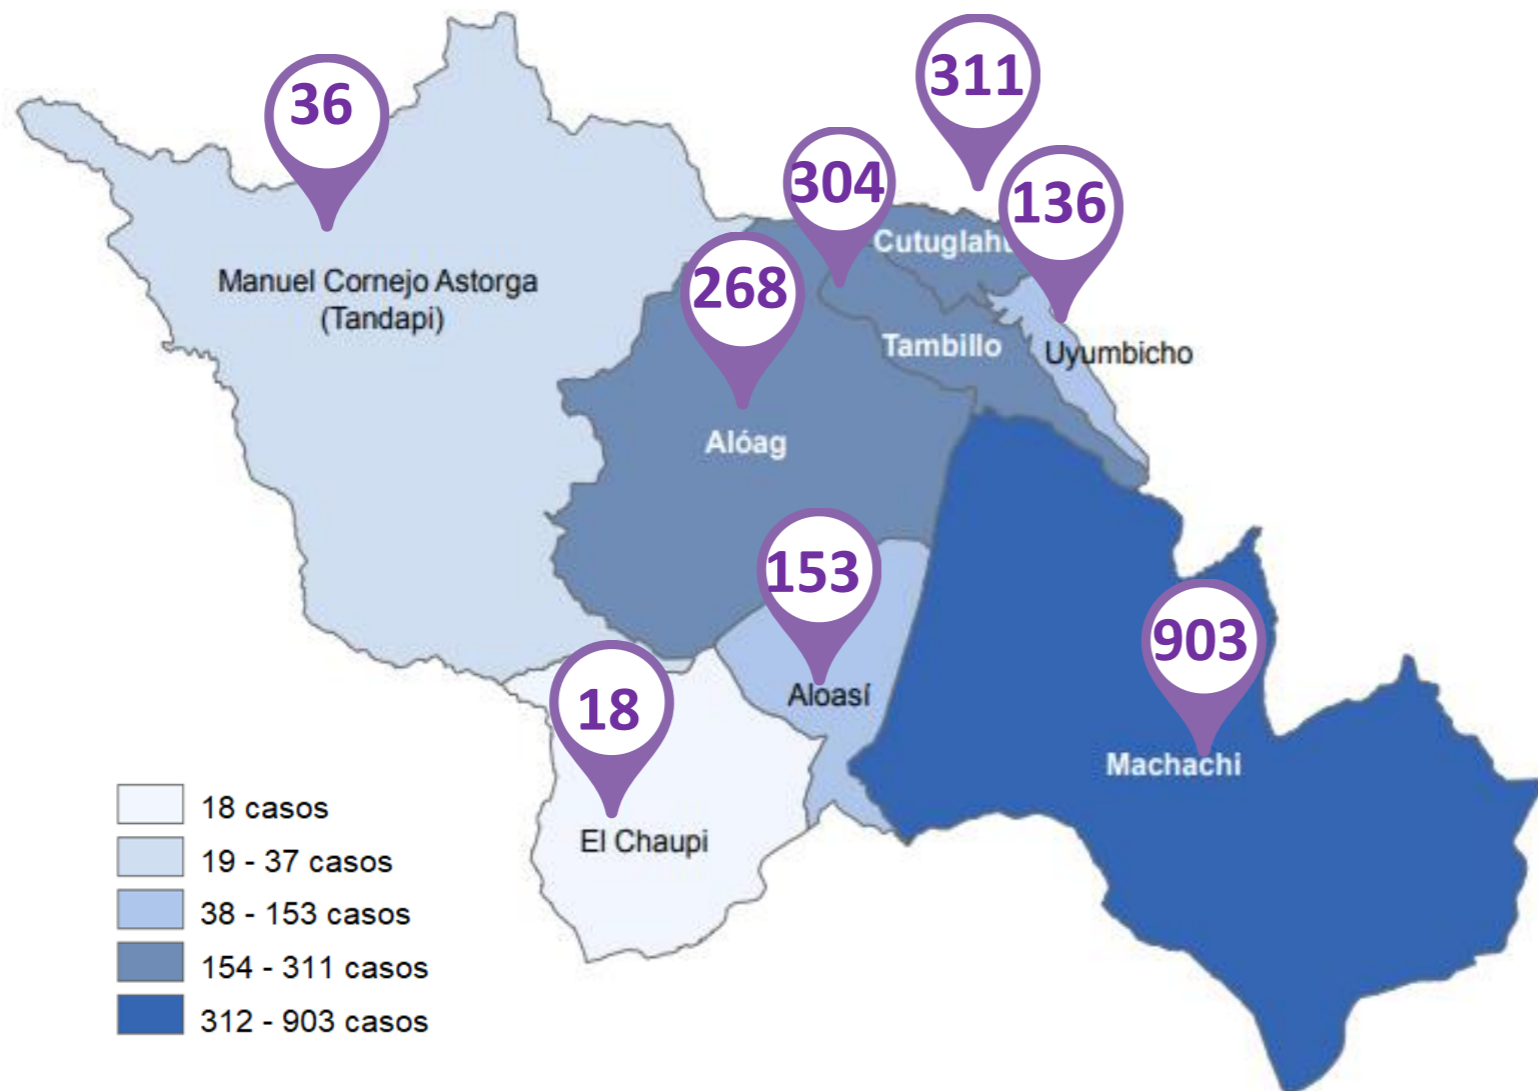 311
36
304
136
Cutuglahu
268
Manuel Cornejo Astorga
(Tandapi)
Tambillo
Uyumbicho
Alóag
153
903
18
Aloasí
Machachi
El Chaupi
18 casos
19 - 37 casos
38 - 153 casos
154 - 311 casos
312 - 903 casos